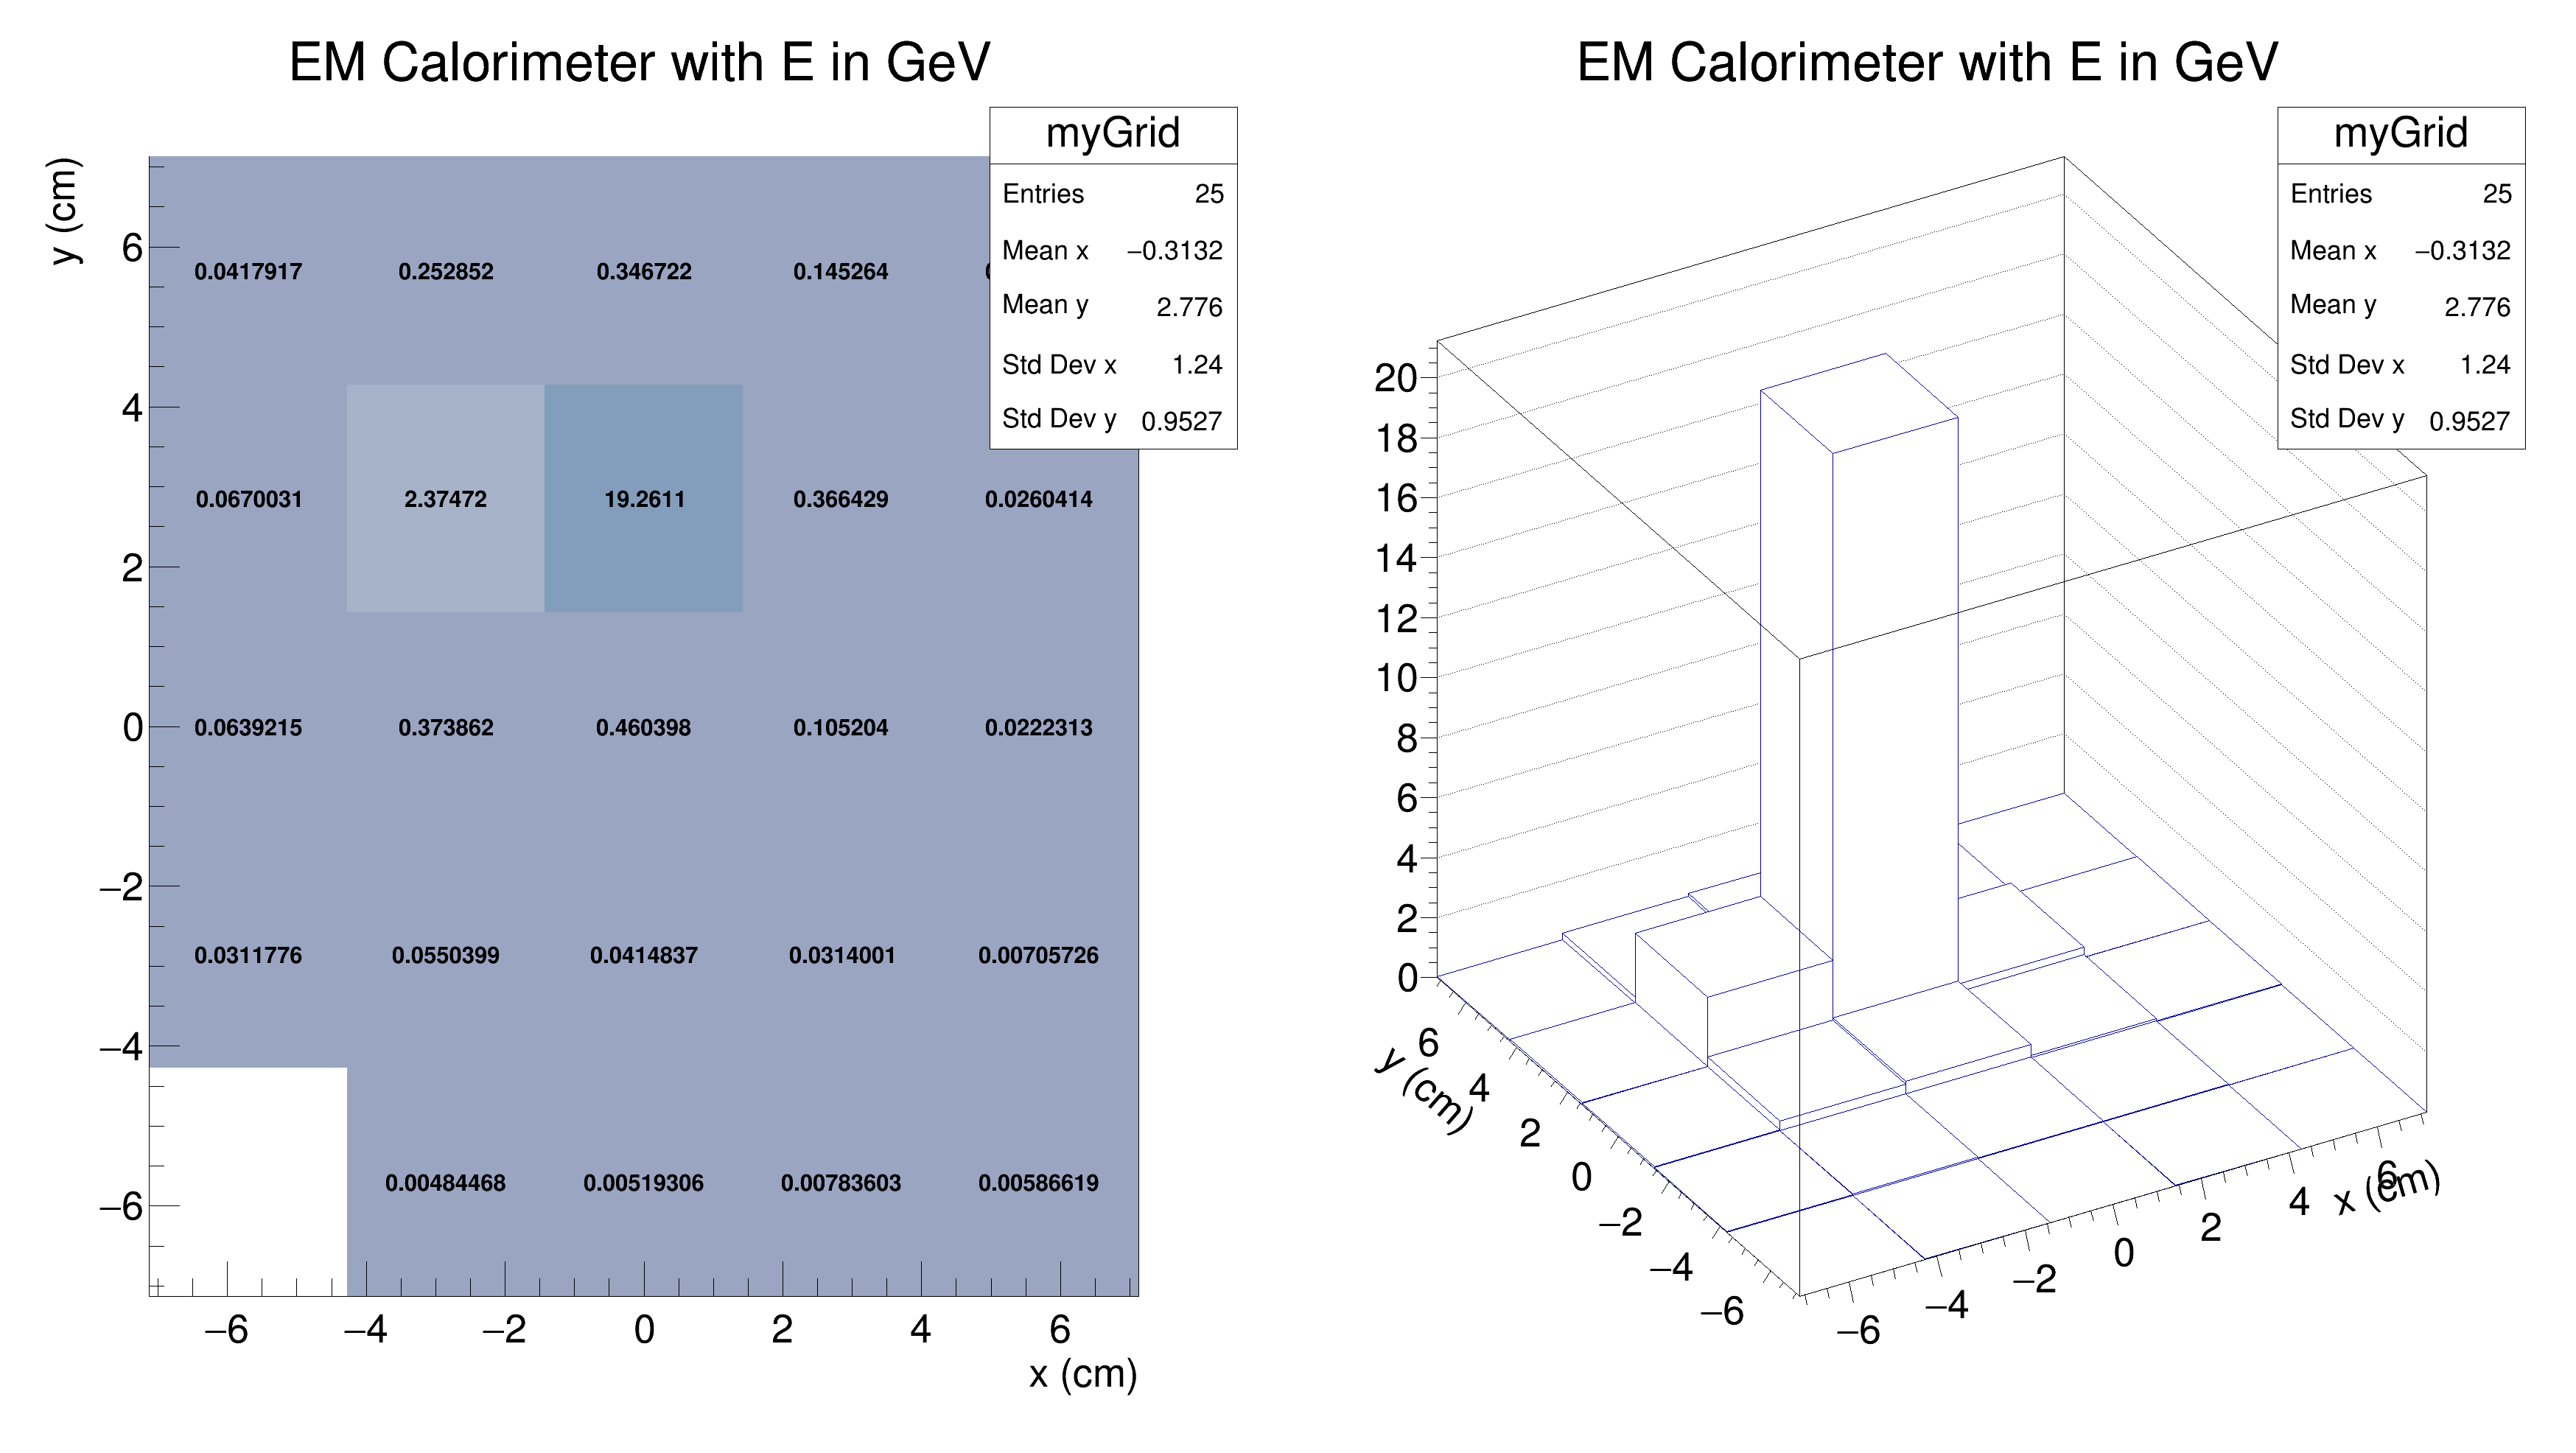 EM Calorimeter with E in GeV
myGrid
Entries 25
Mean x −0.3132
Mean y 2.776
Std Dev x 1.24
Std Dev y 0.9527
y (cm)
6
4
2
0
−2
−4
−6
0.0417917 0.252852 0.346722 0.145264
0.0670031 2.37472 19.2611 0.366429 0.0260414
0.0639215 0.373862 0.460398 0.105204 0.0222313
0.0311776 0.0550399 0.0414837 0.0314001 0.00705726
0.00484468 0.00519306 0.00783603 0.00586619
−6 −4 −2 0 2 4 6
x (cm)
EM Calorimeter with E in GeV
myGrid
Entries 25
Mean x −0.3132
Mean y 2.776
Std Dev x 1.24
Std Dev y 0.9527
20
18
16
14
12
10
8
6
4
2
0
y (cm)
6
4
2
0
−2
−4
−6
−6 −4 −2 0 2 4 6
x (cm)